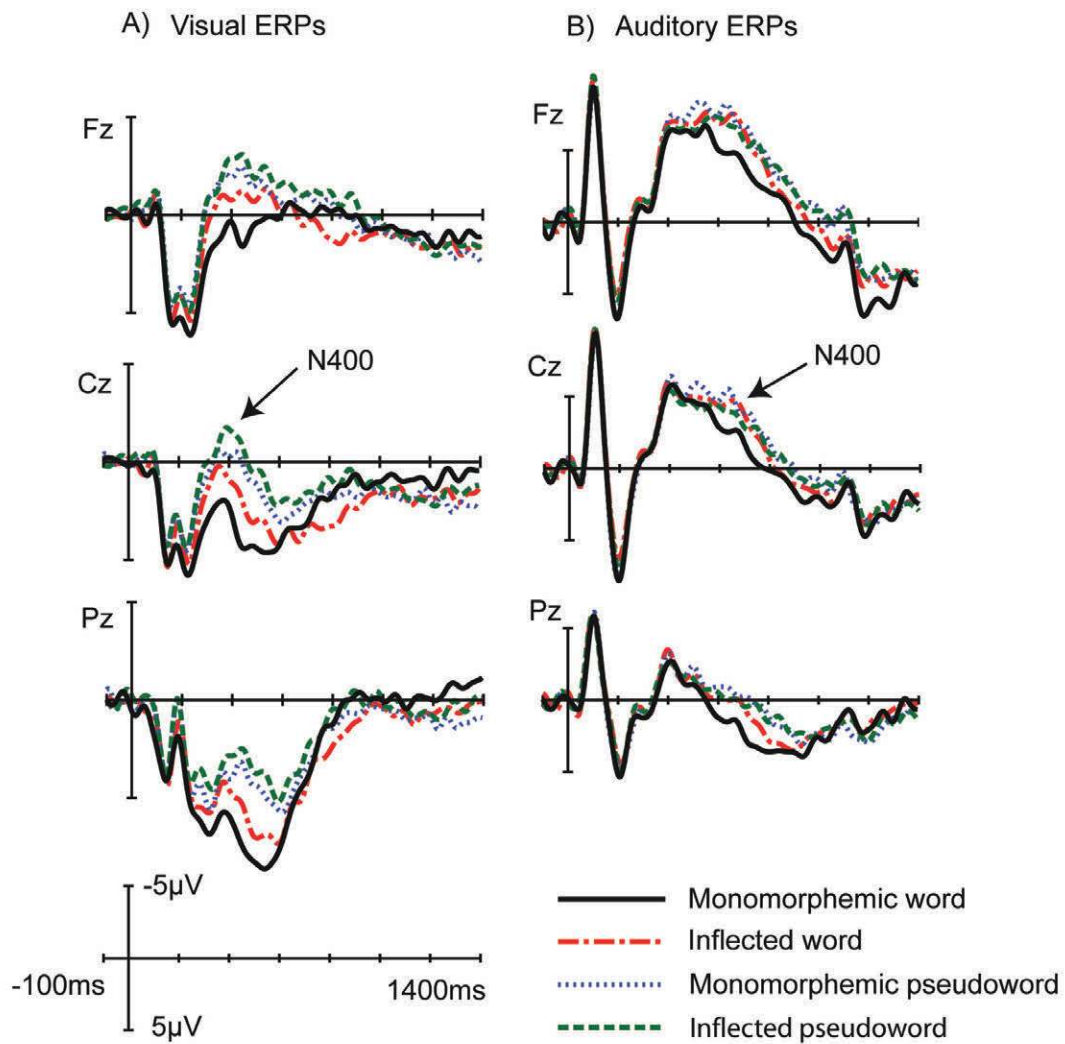 A) Visual ERPs
Fz
Cz
N400
Pz
-5µV
-100ms
1400ms
5µV
B) Auditory ERPs
Fz
Cz
N400
Pz
Monomorphemic word
Inflected word
Monomorphemic pseudoword
Inflected pseudoword